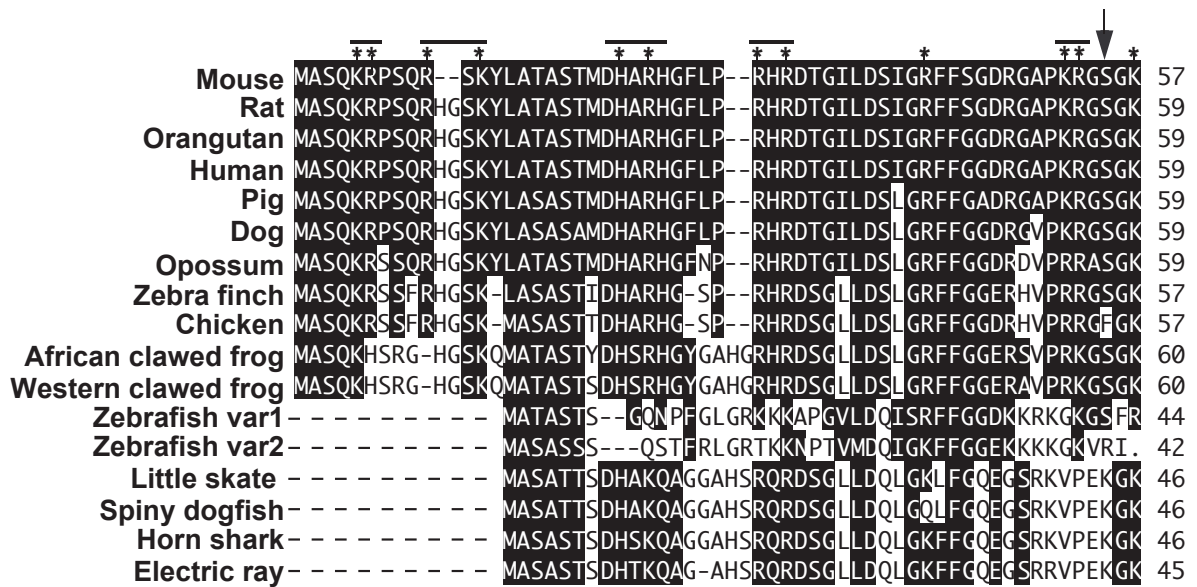 * * * * * * * * * * * *
Mouse MASQKRPSQR--SKYLATASTMDHARHGFLP--RHRDTGILDSIGRFFSGDRGAPKRGSGK 57
Rat MASQKRPSQRHGSKYLATASTMDHARHGFLP--RHRDTGILDSIGRFFSGDRGAPKRGSGK 59
Orangutan MASQKRPSQRHGSKYLATASTMDHARHGFLP--RHRDTGILDSIGRFFGGDRGAPKRGSGK 59
Human MASQKRPSQRHGSKYLATASTMDHARHGFLP--RHRDTGILDSIGRFFGGDRGAPKRGSGK 59
Pig MASQKRPSQRHGSKYLATASTMDHARHGFLP--RHRDTGILDSLGRFFGADRGAPKRGSGK 59
Dog MASQKRPSQRHGSKYLASASAMDHARHGFLP--RHRDTGILDSLGRFFGGDRGVPKRGSGK 59
Opossum MASQKRSSQRHGSKYLATASTMDHARHGFNP--RHRDTGILDSLGRFFGGDRDVPRRASGK 59
Zebra finch MASQKRSSFRHGSK-LASASTIDHARHG-SP--RHRDSGLLDSLGRFFGGERHVPRRGSGK 57
Chicken MASQKRSSFRHGSK-MASASTTDHARHG-SP--RHRDSGLLDSLGRFFGGDRHVPRRGFGK 57
African clawed frog MASQKHSRG-HGSKQMATASTYDHSRHGYGAHGRHRDSGLLDSLGRFFGGERSVPRKGSGK 60
Western clawed frog MASQKHSRG-HGSKQMATASTSDHSRHGYGAHGRHRDSGLLDSLGRFFGGERAVPRKGSGK 60
Zebrafish var1 - - - - - - - - - - MATASTS--GQNPFGLGRKKKAPGVLDQISRFFGGDKKRKGKGSFR 44
Zebrafish var2 - - - - - - - - - - MASASSS---QSTFRLGRTKKNPTVMDQIGKFFGGEKKKKGKVRI. 42
Little skate - - - - - - - - - - MASATTSDHAKQAGGAHSRQRDSGLLDQLGKLFGQEGSRKVPEKGK 46
Spiny dogfish - - - - - - - - - - MASATTSDHAKQAGGAHSRQRDSGLLDQLGQLFGQEGSRKVPEKGK 46
Horn shark - - - - - - - - - - MASASTSDHSKQAGGAHSRQRDSGLLDQLGKFFGQEGSRRVPEKGK 46
Electric ray - - - - - - - - - - MASASTSDHTKQAG-AHSRQRDSGLLDQLGKFFGQEGSRKVPEKGK 45